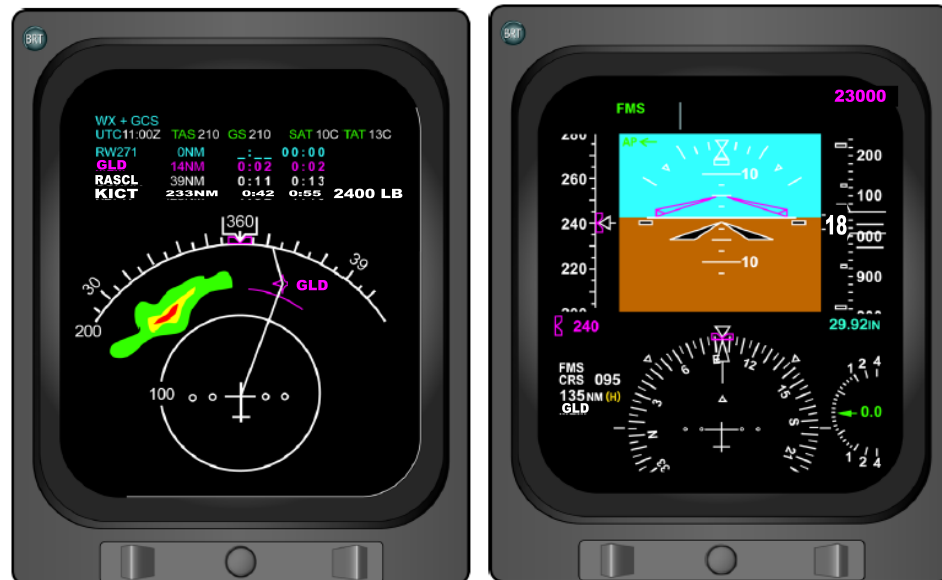 BRT
WX + GCS
UTC11:00Z TAS 210 GS 210 SAT 10C TAT 13C
RW271 0NM _:__ 00:00
GLD 14NM 0:02 0:02
RASCL 39NM 0:11 0:13
KICT 233NM 0:42 0:55 2400 LB
360
30
39
200
GLD
100
BRT
23000
FMS
AP ←
280
260
240
220
200
10
10
200
100
18
000
900
240
29.92IN
FMS
CRS 095
135NM (H)
GLD
N
3
6
E
12
15
S
21
33
1 2 4
0.0
1 2 4